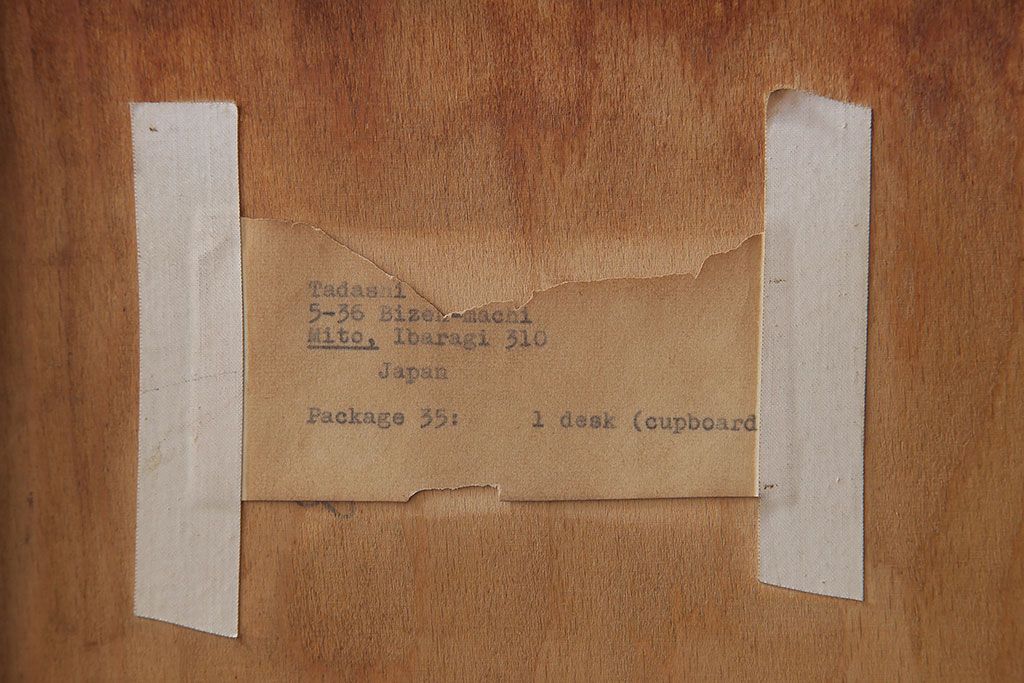 Tadashi
5-36 Bizen-machi
Mito, Ibaragi 310
Japan
Package 35: 1 desk (cupboard